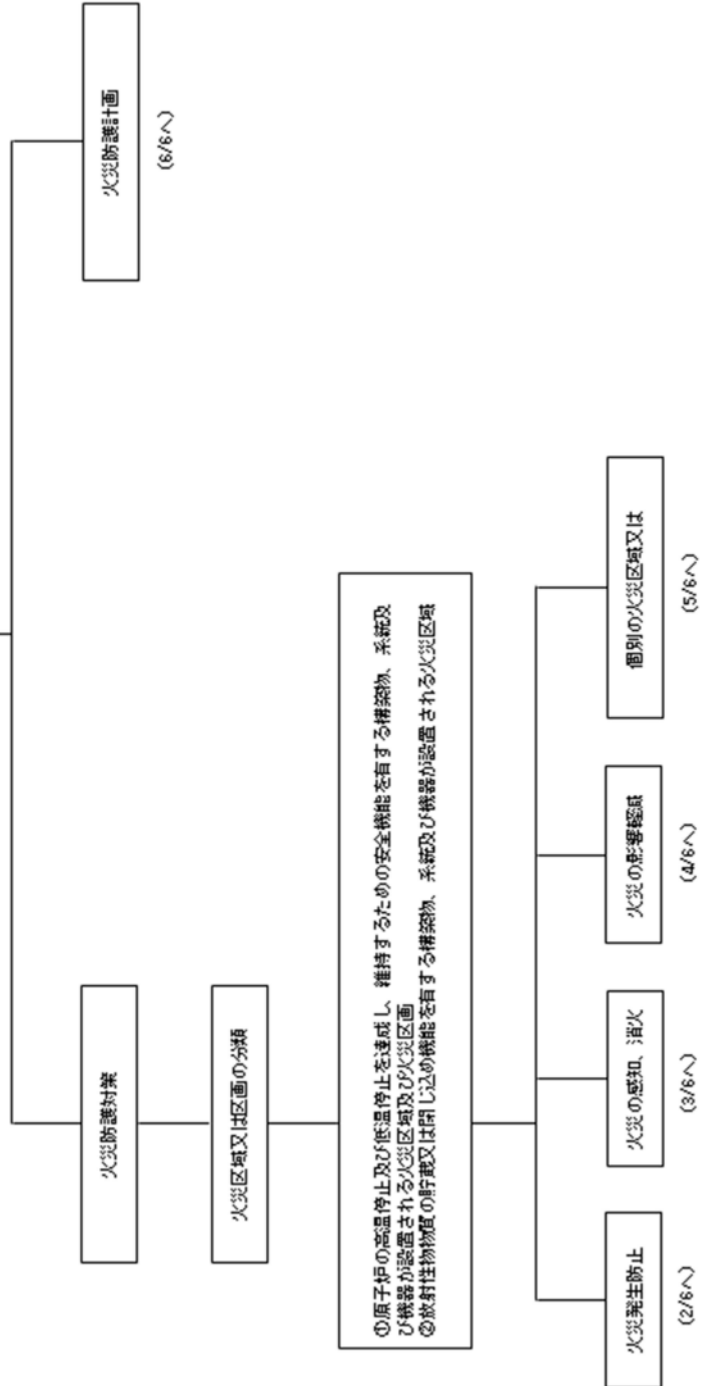 火災防護対策
火災防護計画
(6/6へ)
火災区域又は区画の分類
①原子炉の高温停止及び低温停止を達成し、維持するための安全機能を有する構築物、系統及
び機器が設置される火災区域及び火災区画
②放射性物物質の貯蔵又は閉じ込め機能を有する構築物、系統及び機器が設置される火災区域
火災発生防止
火災の感知、消火
火災の影響軽減
個別の火災区域又は
(2/6へ)
(3/6へ)
(4/6へ)
(5/6へ)